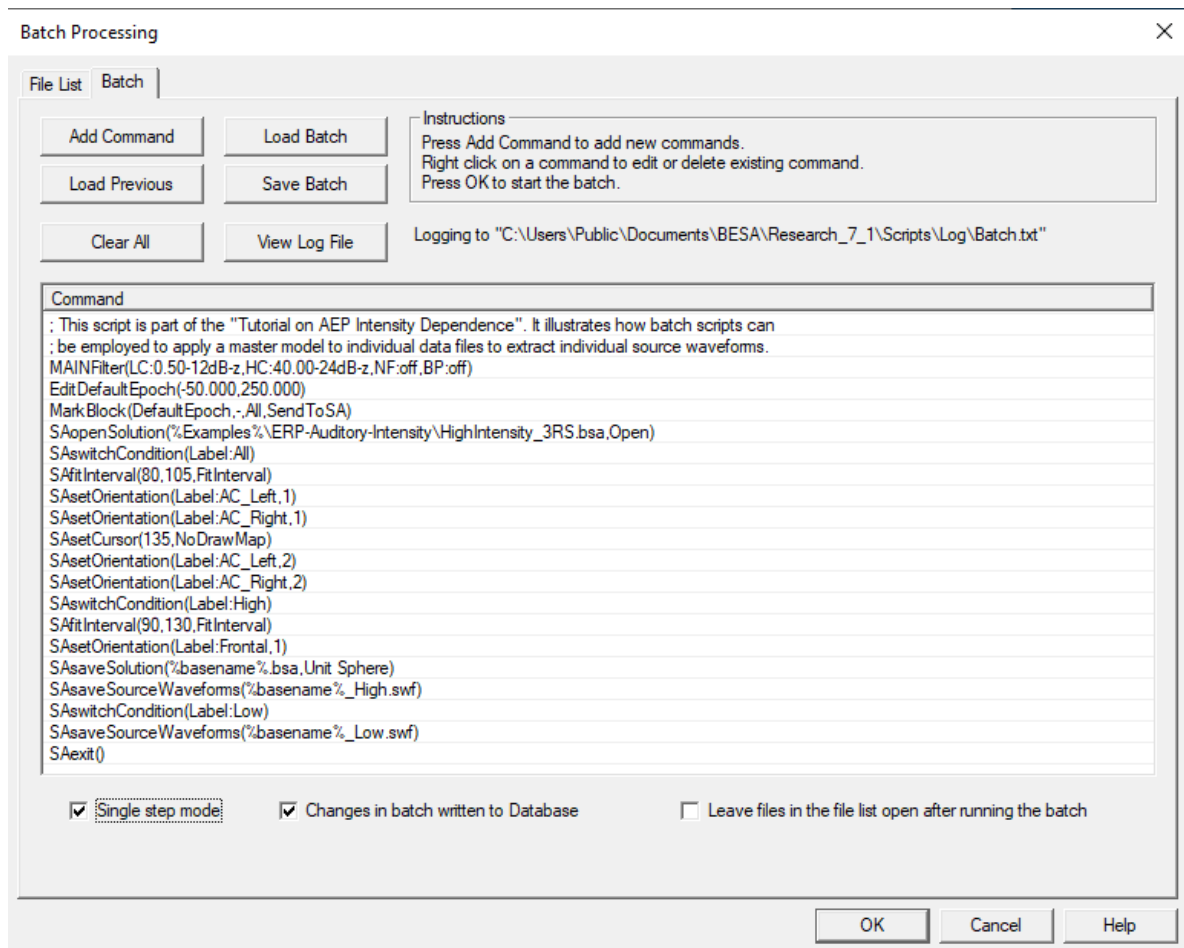 Batch Processing
File List Batch
Add Command Load Batch
Load Previous Save Batch
Clear All View Log File
Instructions
Press Add Command to add new commands.
Right click on a command to edit or delete existing command.
Press OK to start the batch.
Logging to "C:\Users\Public\Documents\BESA\Research_7_1\Scripts\Log\Batch.txt"
Command
; This script is part of the "Tutorial on AEP Intensity Dependence". It illustrates how batch scripts can
; be employed to apply a master model to individual data files to extract individual source waveforms.
MAINFilter(LC:0.50-12dB-z,HC:40.00-24dB-z,NF:off,BP:off)
EditDefaultEpoch(-50.000,250.000)
MarkBlock(DefaultEpoch,-,All,SendToSA)
SAopenSolution(%Examples%\ERP-Auditory-Intensity\HighIntensity_3RS.bsa,Open)
SAswitchCondition(Label:All)
SAfitInterval(80,105,FitInterval)
SAsetOrientation(Label:AC_Left,1)
SAsetOrientation(Label:AC_Right,1)
SAsetCursor(135,NoDrawMap)
SAsetOrientation(Label:AC_Left,2)
SAsetOrientation(Label:AC_Right,2)
SAswitchCondition(Label:High)
SAfitInterval(90,130,FitInterval)
SAsetOrientation(Label:Frontal,1)
SAsaveSolution(%basename%.bsa,Unit Sphere)
SAsaveSourceWaveforms(%basename%_High.swf)
SAswitchCondition(Label:Low)
SAsaveSourceWaveforms(%basename%_Low.swf)
SAexit()
Single step mode Changes in batch written to Database Leave files in the file list open after running the batch
OK Cancel Help